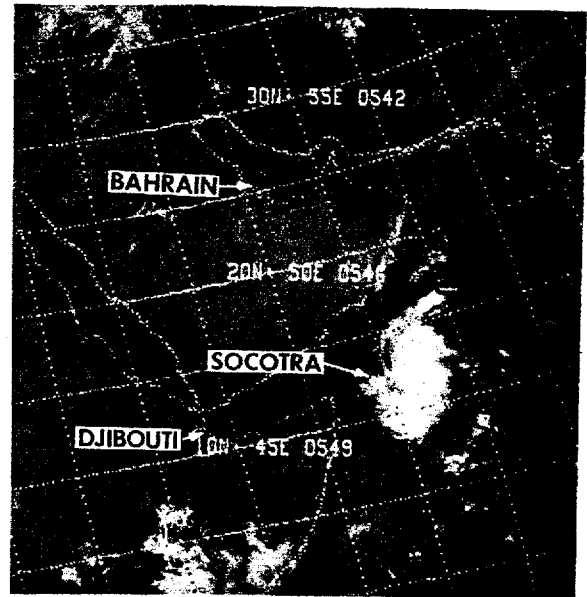 30N 55E 0542
BAHRAIN
20N 50E 0546
SOCOTRA
DJIBOUTI
10N 45E 0549